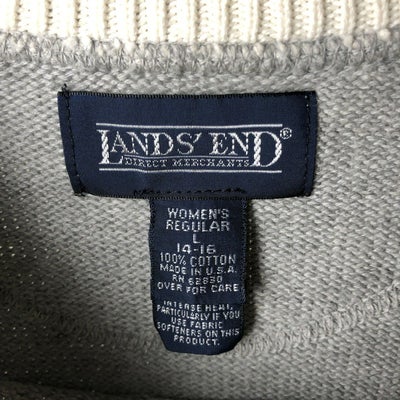 LANDS' END®
DIRECT MERCHANTS
WOMEN'S
REGULAR
L
14-16
100% COTTON
MADE IN U.S.A.
RN 62830
OVER FOR CARE
INTENSE HEAT,
PARTICULARLY IF YOU
USE FABRIC
SOFTENERS ON THIS
PRODUCT.